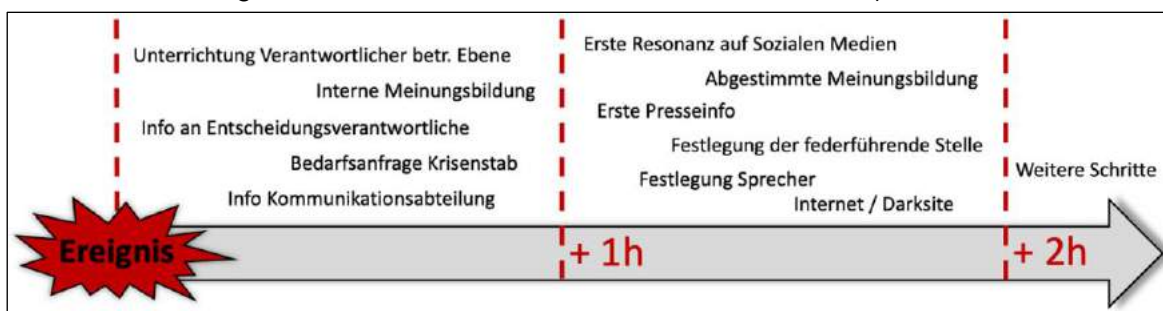 Unterrichtung Verantwortlicher betr. Ebene
Interne Meinungsbildung
Info an Entscheidungsverantwortliche
Bedarfsanfrage Krisenstab
Info Kommunikationsabteilung
Erste Resonanz auf Sozialen Medien
Abgestimmte Meinungsbildung
Erste Presseinfo
Festlegung der federführende Stelle
Festlegung Sprecher
Internet / Darksite
Weitere Schritte
Ereignis
+ 1h
+ 2h